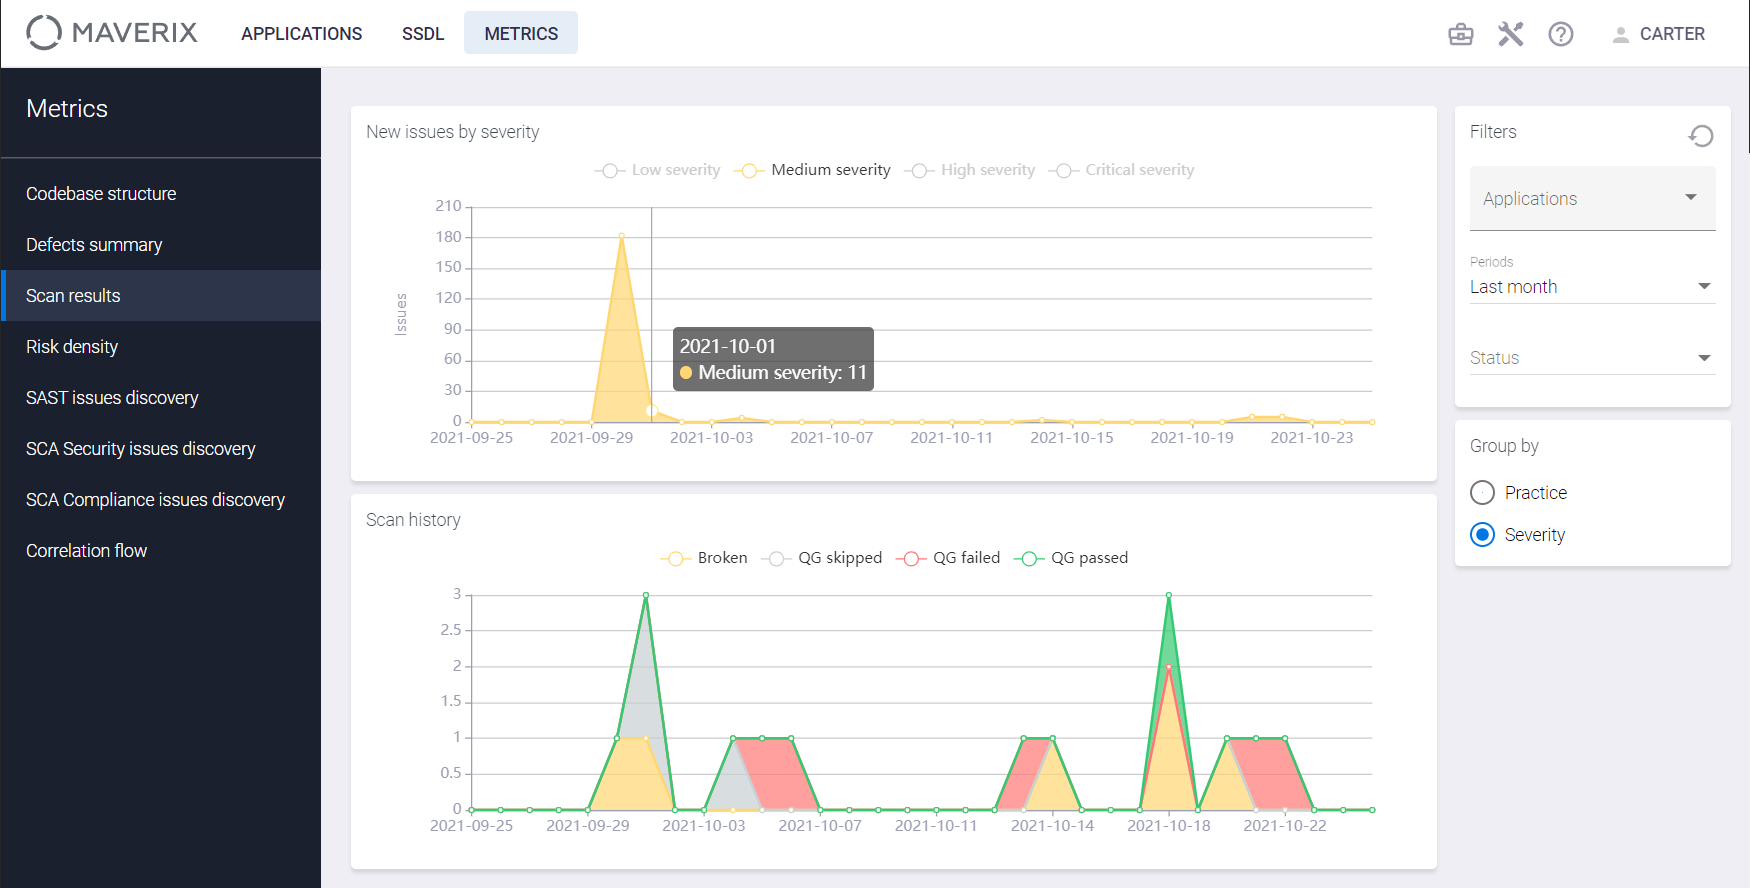 MAVERIX
APPLICATIONS
SSDL
METRICS
CARTER
Metrics
Codebase structure
Defects summary
Scan results
Risk density
SAST issues discovery
SCA Security issues discovery
SCA Compliance issues discovery
Correlation flow
New issues by severity
Low severity Medium severity High severity Critical severity
Issues
210
180
150
120
90
60
30
0
2021-09-25 2021-09-29 2021-10-03 2021-10-07 2021-10-11 2021-10-15 2021-10-19 2021-10-23
2021-10-01
Medium severity: 11
Scan history
Broken QG skipped QG failed QG passed
3
2.5
2
1.5
1
0.5
0
2021-09-25 2021-09-29 2021-10-03 2021-10-07 2021-10-11 2021-10-14 2021-10-18 2021-10-22
Filters
Applications
Periods
Last month
Status
Group by
Practice
Severity